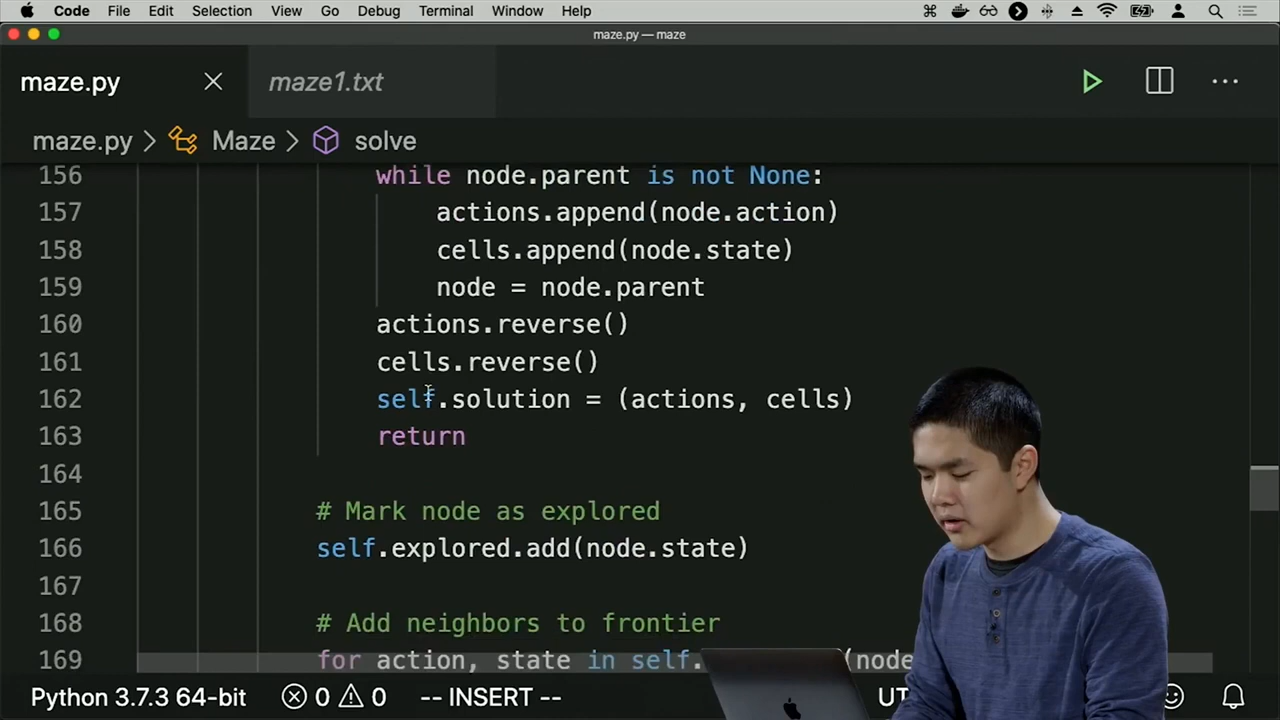 Code File Edit Selection View Go Debug Terminal Window Help
maze.py — maze
maze.py maze1.txt
maze.py > Maze > solve
156 while node.parent is not None:
157 actions.append(node.action)
158 cells.append(node.state)
159 node = node.parent
160 actions.reverse()
161 cells.reverse()
162 self.solution = (actions, cells)
163 return
164
165 # Mark node as explored
166 self.explored.add(node.state)
167
168 # Add neighbors to frontier
169 for action, state in self. (node
Python 3.7.3 64-bit 0 0 -- INSERT -- UT